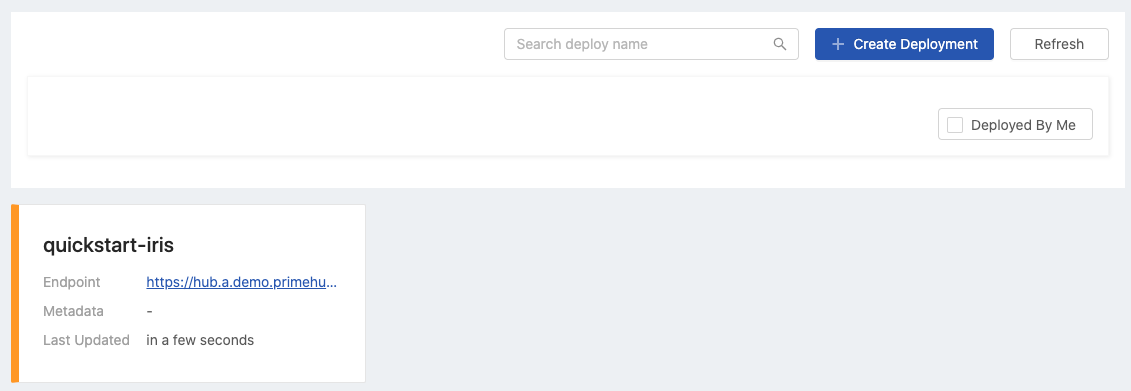 Search deploy name
+ Create Deployment
Refresh
Deployed By Me
quickstart-iris
Endpoint https://hub.a.demo.primehu...
Metadata -
Last Updated in a few seconds